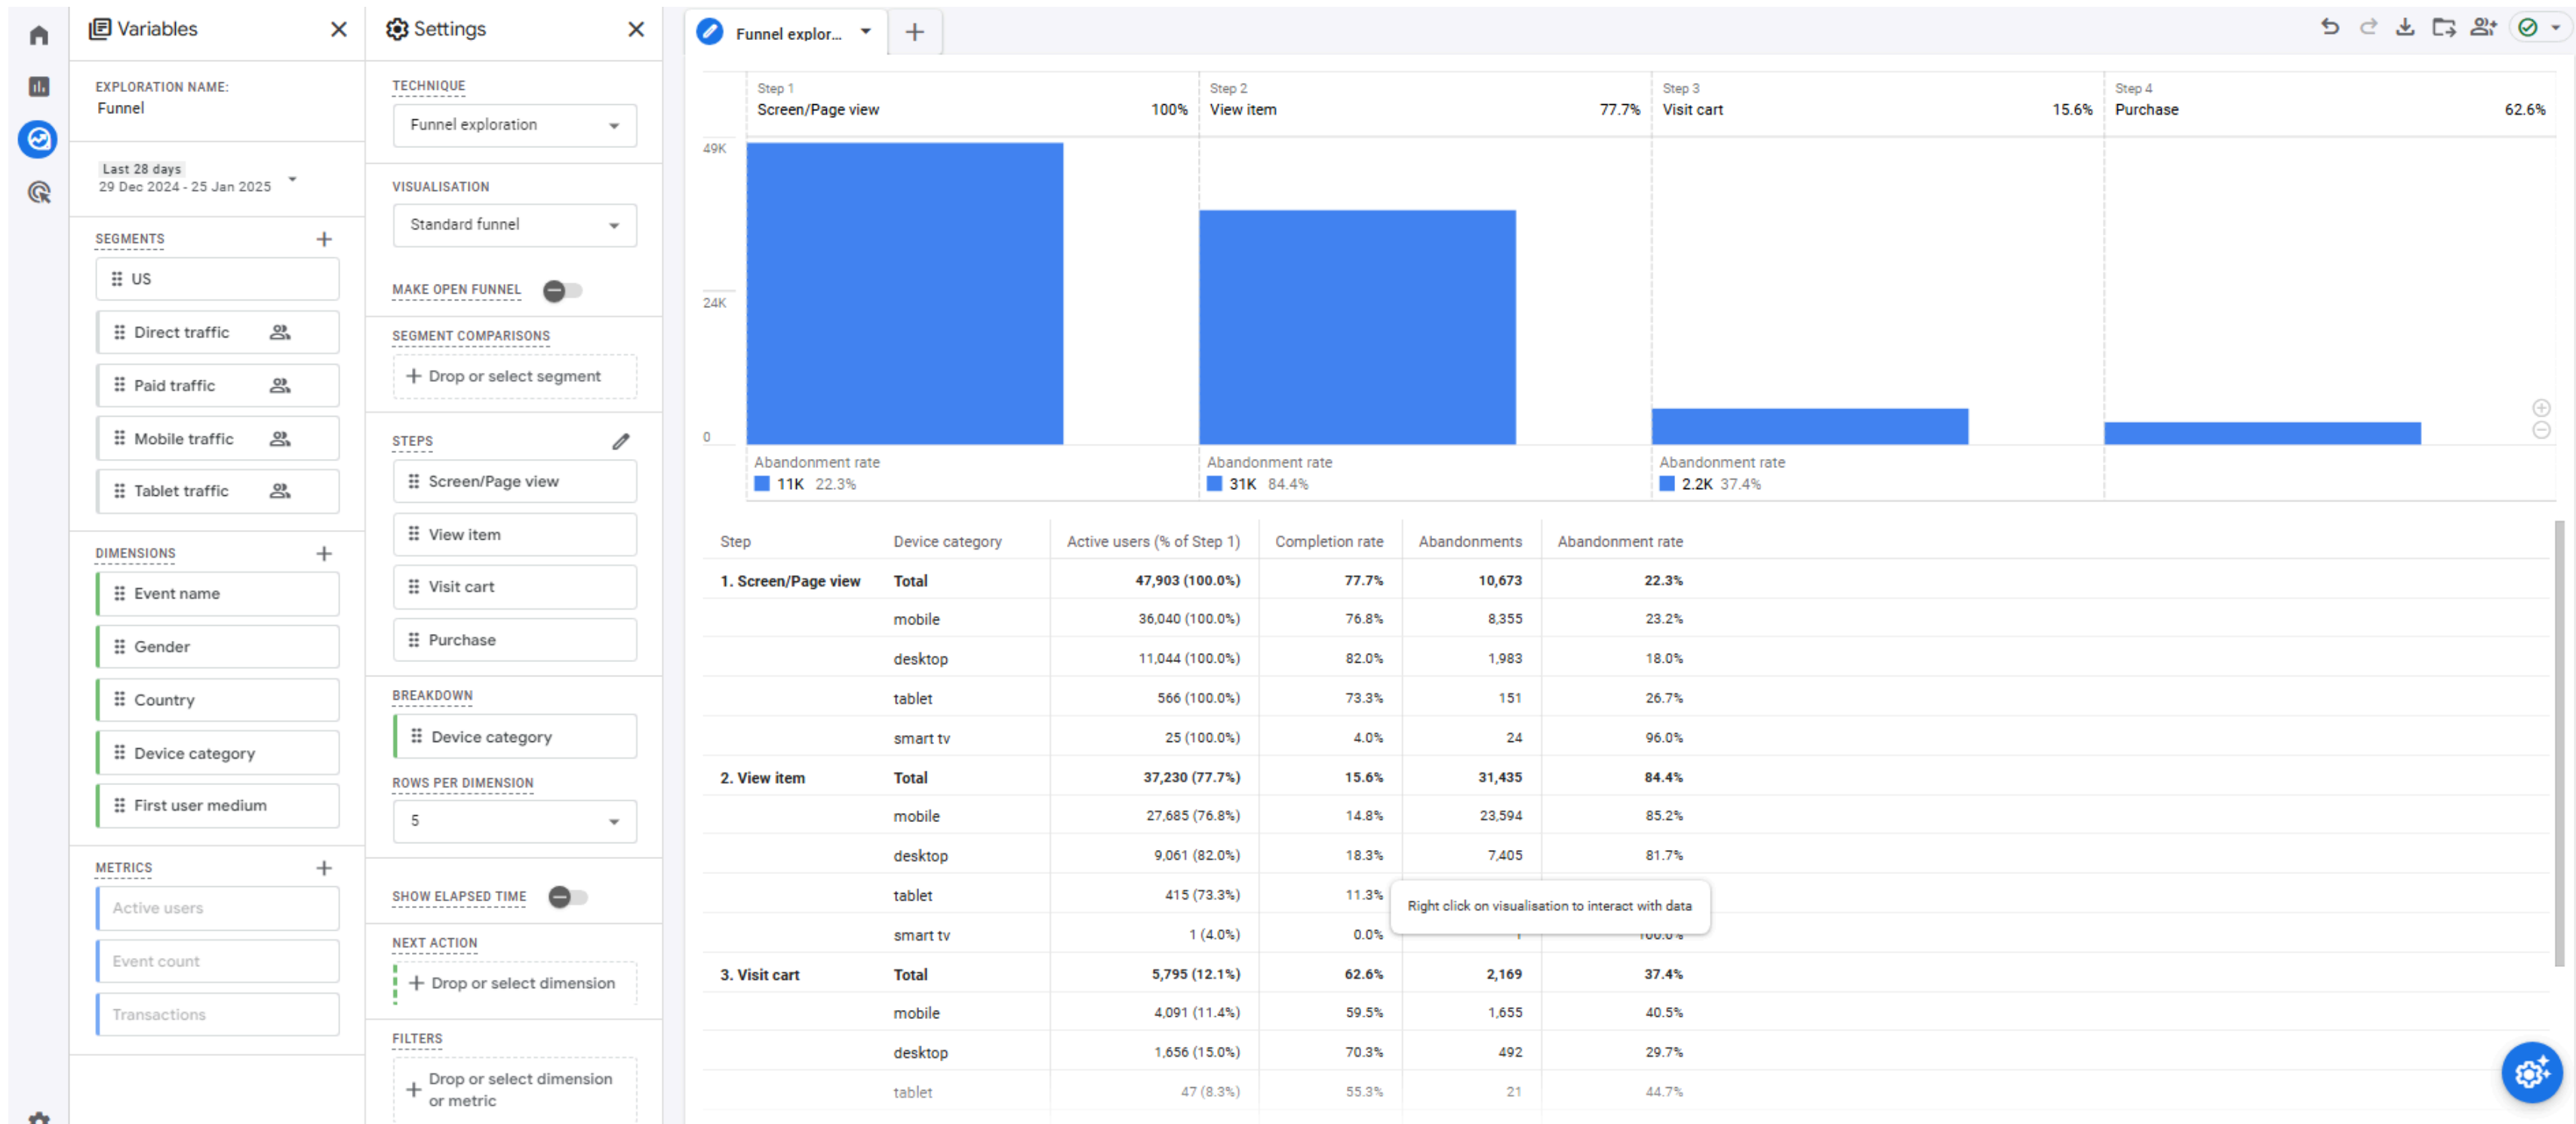 Variables
EXPLORATION NAME:
Funnel
Last 28 days
29 Dec 2024 - 25 Jan 2025
SEGMENTS
US
Direct traffic
Paid traffic
Mobile traffic
Tablet traffic
DIMENSIONS
Event name
Gender
Country
Device category
First user medium
METRICS
Active users
Event count
Transactions
Settings
TECHNIQUE
Funnel exploration
VISUALISATION
Standard funnel
MAKE OPEN FUNNEL
SEGMENT COMPARISONS
Drop or select segment
STEPS
Screen/Page view
View item
Visit cart
Purchase
BREAKDOWN
Device category
ROWS PER DIMENSION
5
SHOW ELAPSED TIME
NEXT ACTION
Drop or select dimension
FILTERS
Drop or select dimension
or metric
Funnel explor...
Step 1
Screen/Page view 100%
Step 2
View item 77.7%
Step 3
Visit cart 15.6%
Step 4
Purchase 62.6%
49K
24K
0
Abandonment rate
11K 22.3%
Abandonment rate
31K 84.4%
Abandonment rate
2.2K 37.4%
Step Device category Active users (% of Step 1) Completion rate Abandonments Abandonment rate
1. Screen/Page view Total 47,903 (100.0%) 77.7% 10,673 22.3%
mobile 36,040 (100.0%) 76.8% 8,355 23.2%
desktop 11,044 (100.0%) 82.0% 1,983 18.0%
tablet 566 (100.0%) 73.3% 151 26.7%
smart tv 25 (100.0%) 4.0% 24 96.0%
2. View item Total 37,230 (77.7%) 15.6% 31,435 84.4%
mobile 27,685 (76.8%) 14.8% 23,594 85.2%
desktop 9,061 (82.0%) 18.3% 7,405 81.7%
tablet 415 (73.3%) 11.3%
Right click on visualisation to interact with data
smart tv 1 (4.0%) 0.0%
3. Visit cart Total 5,795 (12.1%) 62.6% 2,169 37.4%
mobile 4,091 (11.4%) 59.5% 1,655 40.5%
desktop 1,656 (15.0%) 70.3% 492 29.7%
tablet 47 (8.3%) 55.3% 21 44.7%